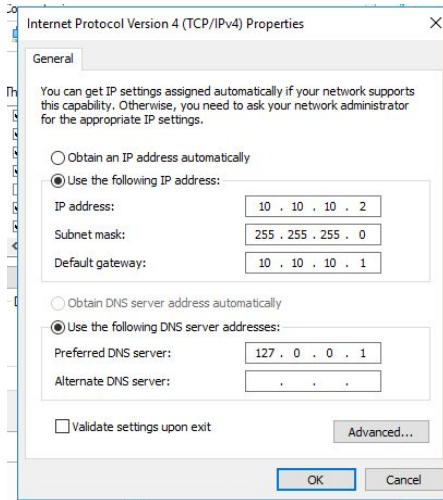 Internet Protocol Version 4 (TCP/IPv4) Properties
General
You can get IP settings assigned automatically if your network supports
this capability. Otherwise, you need to ask your network administrator
for the appropriate IP settings.
Obtain an IP address automatically
Use the following IP address:
IP address: 10 . 10 . 10 . 2
Subnet mask: 255 . 255 . 255 . 0
Default gateway: 10 . 10 . 10 . 1
Obtain DNS server address automatically
Use the following DNS server addresses:
Preferred DNS server: 127 . 0 . 0 . 1
Alternate DNS server: . . .
Validate settings upon exit
Advanced...
OK Cancel